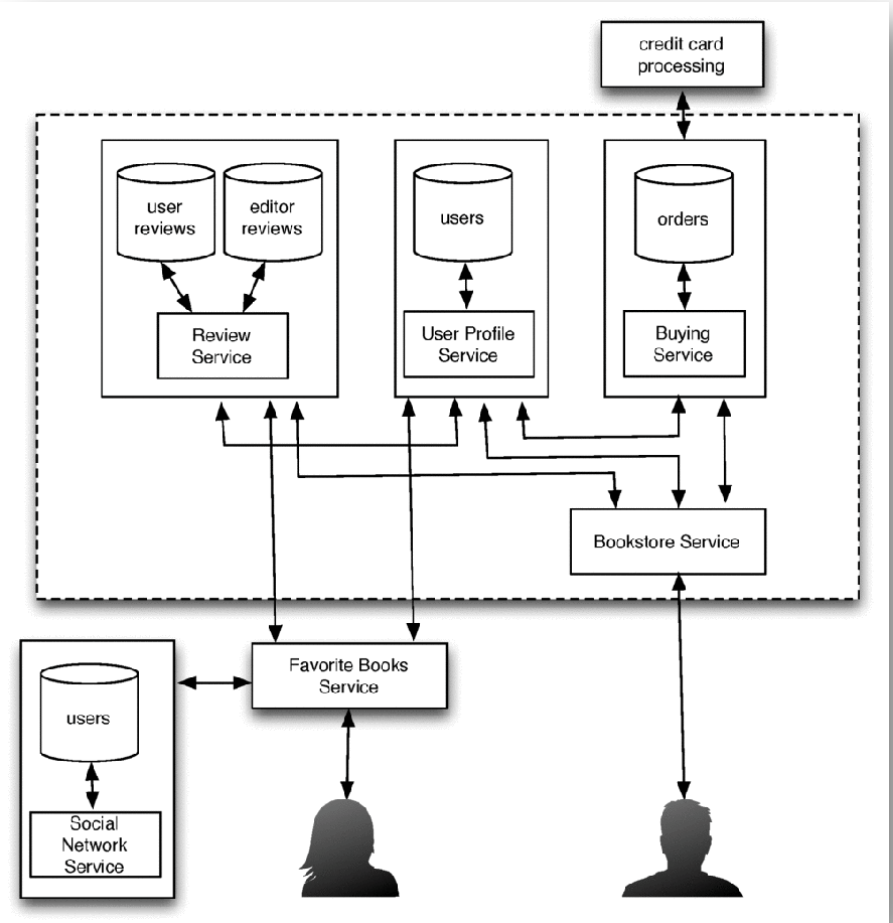 credit card
processing
user
reviews
editor
reviews
users
orders
Review
Service
User Profile
Service
Buying
Service
Bookstore Service
Favorite Books
Service
users
Social
Network
Service